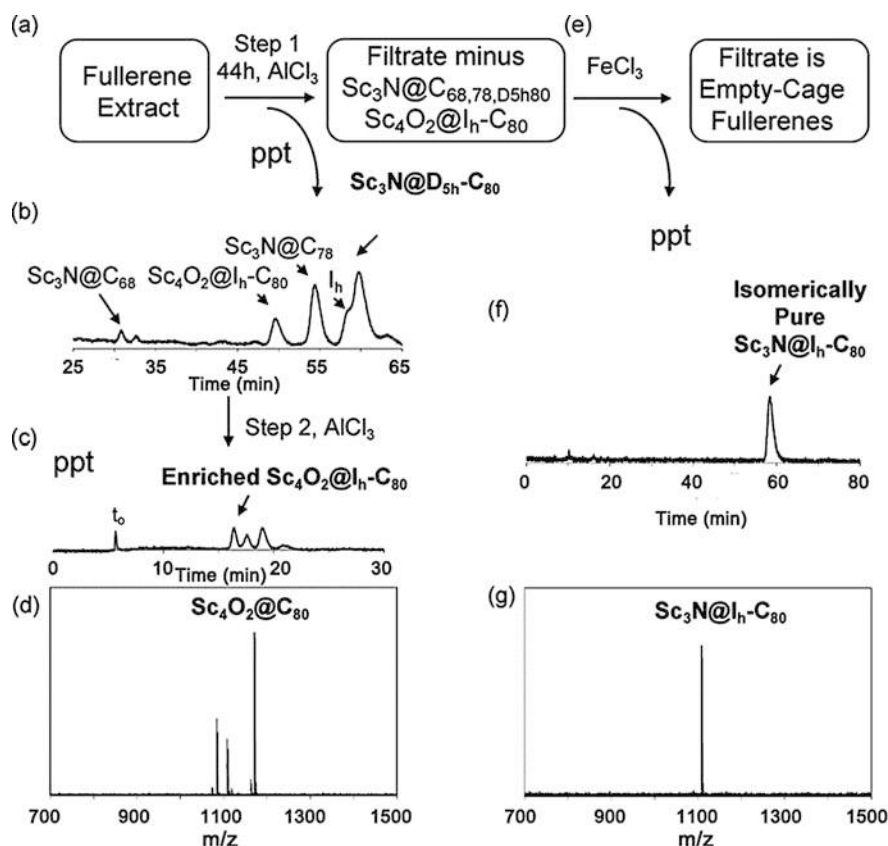 (a)
Fullerene
Extract
Step 1
44h, AlCl₃
ppt
Filtrate minus
Sc₃N@C₆₈,₇₈,D5h80
Sc₄O₂@Iₕ-C₈₀
(e)
FeCl₃
ppt
Filtrate is
Empty-Cage
Fullerenes
Sc₃N@D₅ₕ-C₈₀
(b)
Sc₃N@C₆₈
Sc₄O₂@Iₕ-C₈₀
Sc₃N@C₇₈
Iₕ
25 35 45 55 65
Time (min)
Step 2, AlCl₃
(c)
ppt
Enriched Sc₄O₂@Iₕ-C₈₀
tₒ
0 10 20 30
Time (min)
(d)
Sc₄O₂@C₈₀
700 900 1100 1300 1500
m/z
(f)
Isomerically
Pure
Sc₃N@Iₕ-C₈₀
0 20 40 60 80
Time (min)
(g)
Sc₃N@Iₕ-C₈₀
700 900 1100 1300 1500
m/z